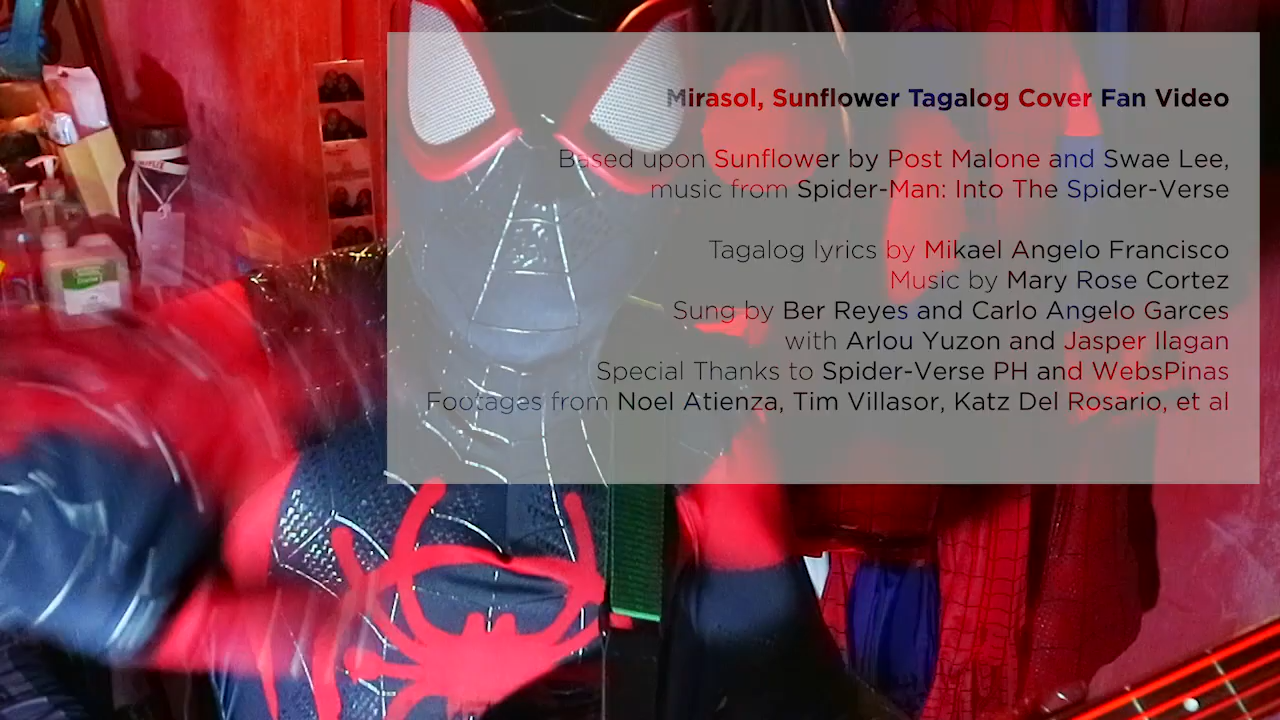 Mirasol, Sunflower Tagalog Cover Fan Video
Based upon Sunflower by Post Malone and Swae Lee,
music from Spider-Man: Into The Spider-Verse
Tagalog lyrics by Mikael Angelo Francisco
Music by Mary Rose Cortez
Sung by Ber Reyes and Carlo Angelo Garces
with Arlou Yuzon and Jasper Ilagan
Special Thanks to Spider-Verse PH and WebsPinas
Footages from Noel Atienza, Tim Villasor, Katz Del Rosario, et al